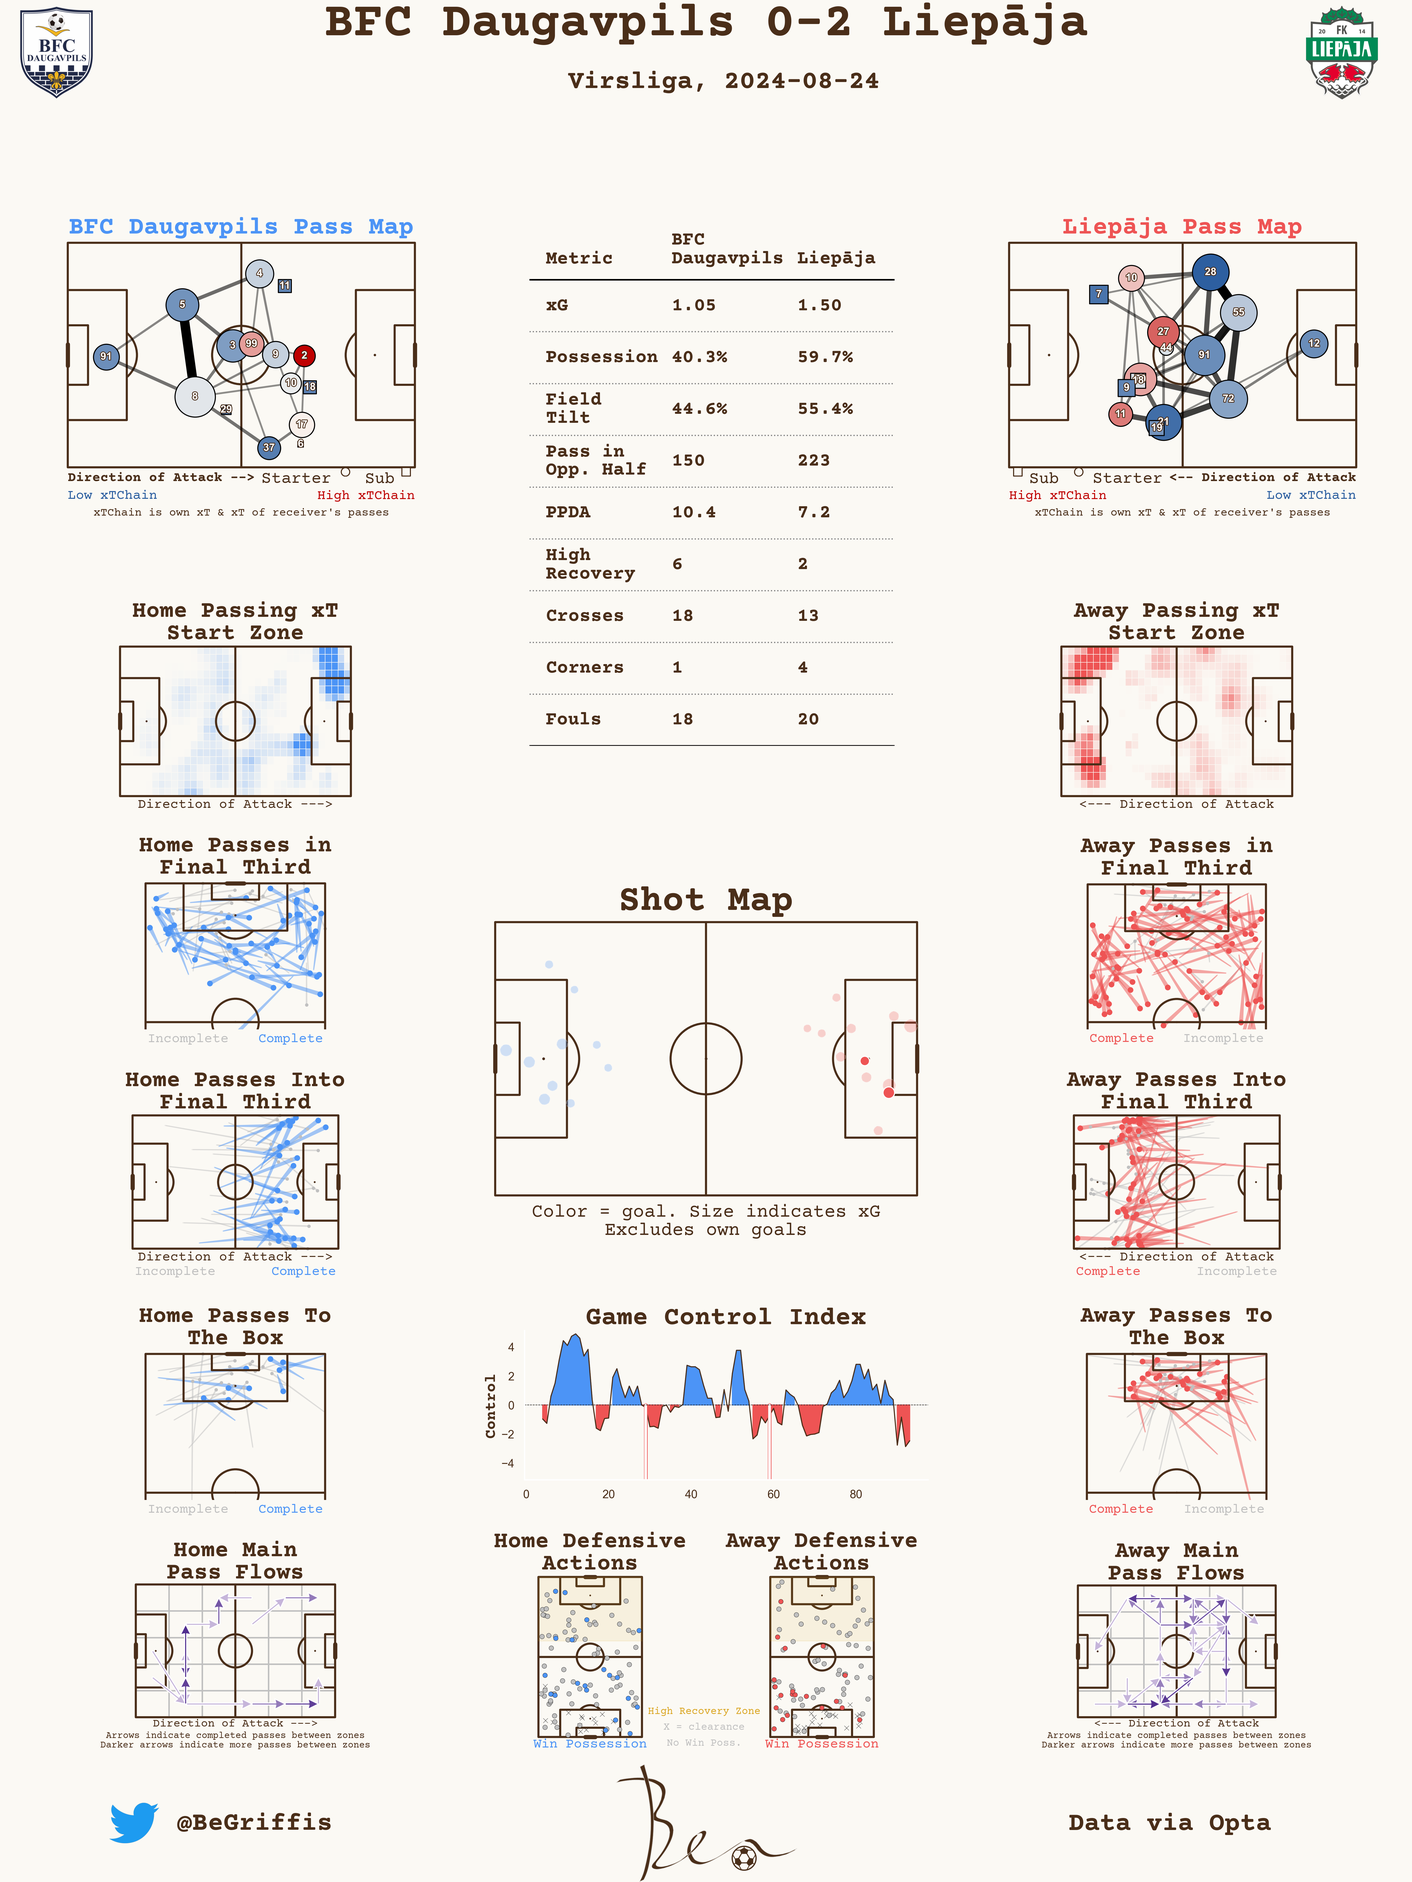 BFC Daugavpils 0-2 Liepāja
Virsliga, 2024-08-24
BFC
DAUGAVPILS
20 FK 14
LIEPĀJA
BFC Daugavpils Pass Map
4
11
5
3
99
9
2
91
10
18
8
29
17
6
37
Direction of Attack --> Starter Sub
Low xTChain High xTChain
xTChain is own xT & xT of receiver's passes
Metric BFC Daugavpils Liepāja
xG 1.05 1.50
Possession 40.3% 59.7%
Field Tilt 44.6% 55.4%
Pass in Opp. Half 150 223
PPDA 10.4 7.2
High Recovery 6 2
Crosses 18 13
Corners 1 4
Fouls 18 20
Liepāja Pass Map
10
28
7
55
27
44
91
12
18
9
72
11
21
19
Sub Starter <-- Direction of Attack
High xTChain Low xTChain
xTChain is own xT & xT of receiver's passes
Home Passing xT
Start Zone
Direction of Attack --->
Away Passing xT
Start Zone
<--- Direction of Attack
Home Passes in
Final Third
Incomplete Complete
Away Passes in
Final Third
Complete Incomplete
Shot Map
Color = goal. Size indicates xG
Excludes own goals
Home Passes Into
Final Third
Direction of Attack --->
Incomplete Complete
Away Passes Into
Final Third
<--- Direction of Attack
Complete Incomplete
Home Passes To
The Box
Incomplete Complete
Game Control Index
Control
4
2
0
−2
−4
0 20 40 60 80
Away Passes To
The Box
Complete Incomplete
Home Main
Pass Flows
Direction of Attack --->
Arrows indicate completed passes between zones
Darker arrows indicate more passes between zones
Home Defensive
Actions
Win Possession
High Recovery Zone
X = clearance
No Win Poss.
Away Defensive
Actions
Win Possession
Away Main
Pass Flows
<--- Direction of Attack
Arrows indicate completed passes between zones
Darker arrows indicate more passes between zones
@BeGriffis
Ben
Data via Opta